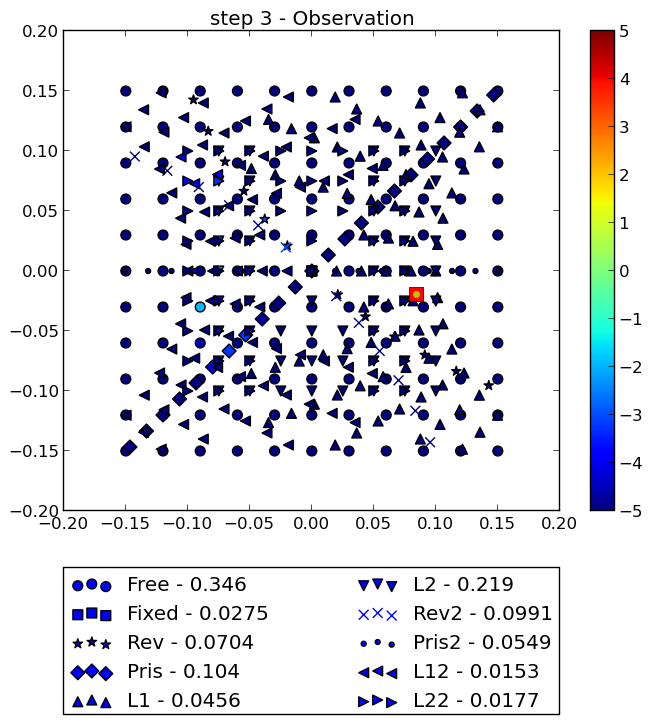 step 3 - Observation
0.20
0.15
0.10
0.05
0.00
−0.05
−0.10
−0.15
−0.20
−0.20 −0.15 −0.10 −0.05 0.00 0.05 0.10 0.15 0.20
5
4
3
2
1
0
−1
−2
−3
−4
−5
Free - 0.346
Fixed - 0.0275
Rev - 0.0704
Pris - 0.104
L1 - 0.0456
L2 - 0.219
Rev2 - 0.0991
Pris2 - 0.0549
L12 - 0.0153
L22 - 0.0177